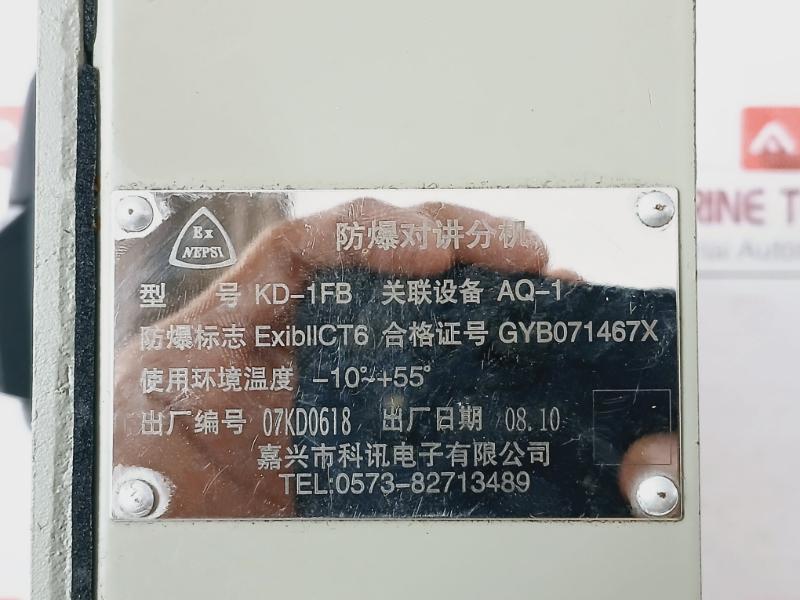 Ex
NEPSI
防爆对讲分机
型 号 KD-1FB 关联设备 AQ-1
防爆标志 ExibIICT6 合格证号 GYB071467X
使用环境温度 -10°~+55°
出厂编号 07KD0618 出厂日期 08.10
嘉兴市科讯电子有限公司
TEL:0573-82713489
RINE T